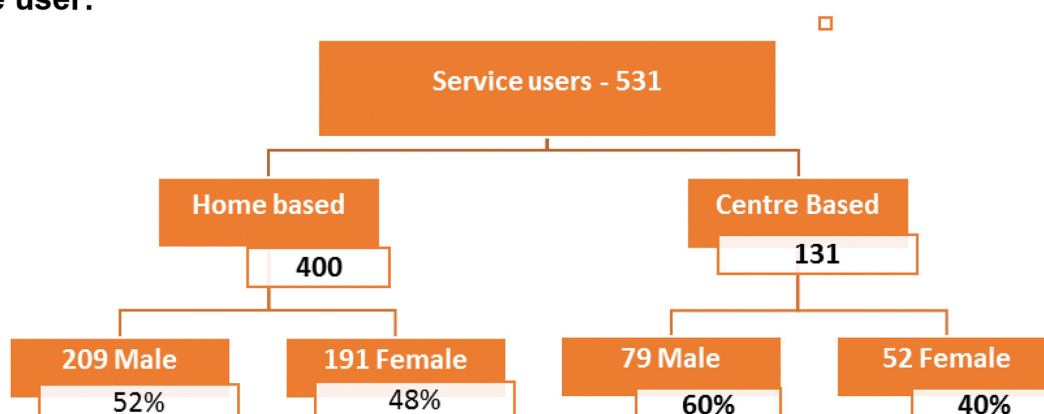 user:
Service users - 531
Home based
Centre Based
400
131
209 Male
191 Female
79 Male
52 Female
52%
48%
60%
40%